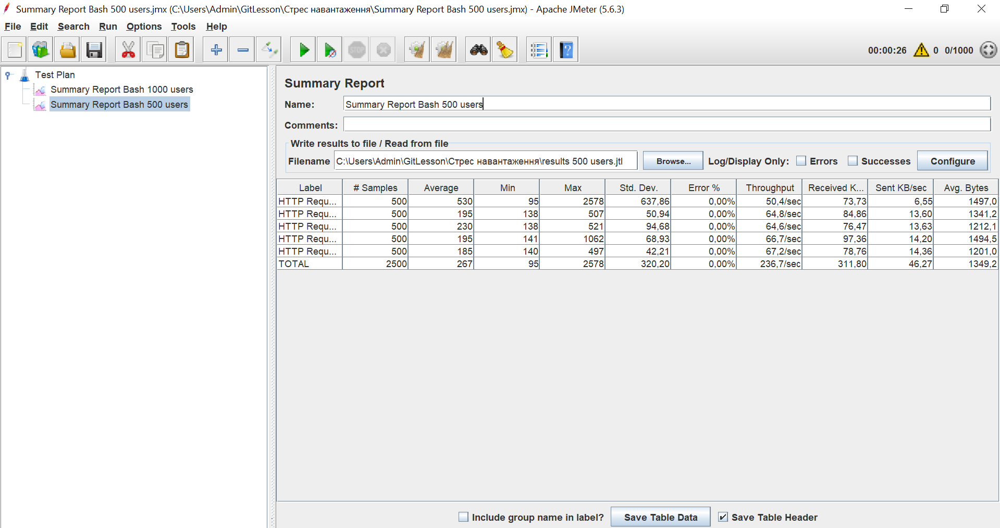 Summary Report Bash 500 users.jmx (C:\Users\Admin\GitLesson\Стрес навантаження\Summary Report Bash 500 users.jmx) - Apache JMeter (5.6.3)
File Edit Search Run Options Tools Help
STOP ? 00:00:26 0 0/1000
Test Plan
Summary Report Bash 1000 users
Summary Report Bash 500 users
Summary Report
Name: Summary Report Bash 500 users
Comments:
Write results to file / Read from file
Filename C:\Users\Admin\GitLesson\Стрес навантаження\results 500 users.jtl Browse... Log/Display Only: Errors Successes Configure
Label # Samples Average Min Max Std. Dev. Error % Throughput Received K... Sent KB/sec Avg. Bytes
HTTP Requ... 500 530 95 2578 637,86 0,00% 50,4/sec 73,73 6,55 1497,0
HTTP Requ... 500 195 138 507 50,94 0,00% 64,8/sec 84,86 13,60 1341,2
HTTP Requ... 500 230 138 521 94,68 0,00% 64,6/sec 76,47 13,63 1212,1
HTTP Requ... 500 195 141 1062 68,93 0,00% 66,7/sec 97,36 14,20 1494,5
HTTP Requ... 500 185 140 497 42,21 0,00% 67,2/sec 78,76 14,36 1201,0
TOTAL 2500 267 95 2578 320,20 0,00% 236,7/sec 311,80 46,27 1349,2
Include group name in label? Save Table Data Save Table Header